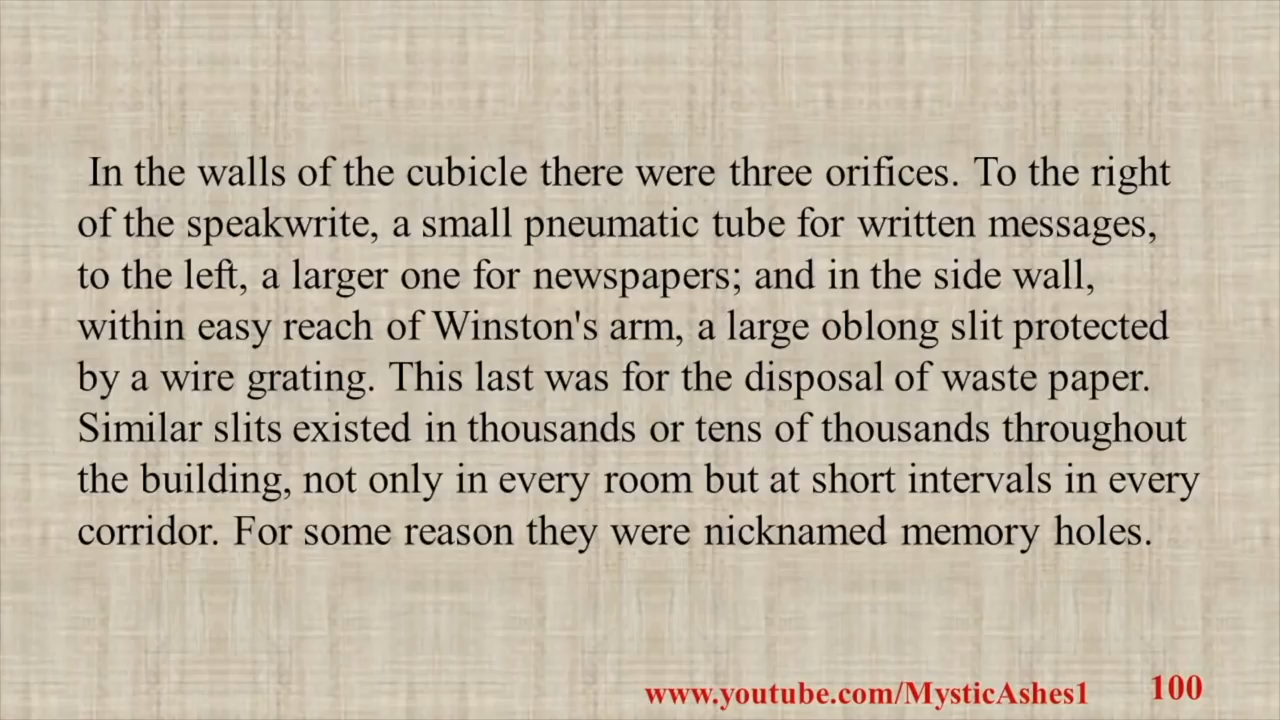 In the walls of the cubicle there were three orifices. To the right
of the speakwrite, a small pneumatic tube for written messages,
to the left, a larger one for newspapers; and in the side wall,
within easy reach of Winston's arm, a large oblong slit protected
by a wire grating. This last was for the disposal of waste paper.
Similar slits existed in thousands or tens of thousands throughout
the building, not only in every room but at short intervals in every
corridor. For some reason they were nicknamed memory holes.
www.youtube.com/MysticAshes1 100